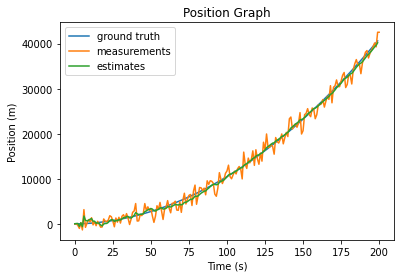 Position Graph
ground truth
measurements
estimates
Position (m)
40000
30000
20000
10000
0
0 25 50 75 100 125 150 175 200
Time (s)